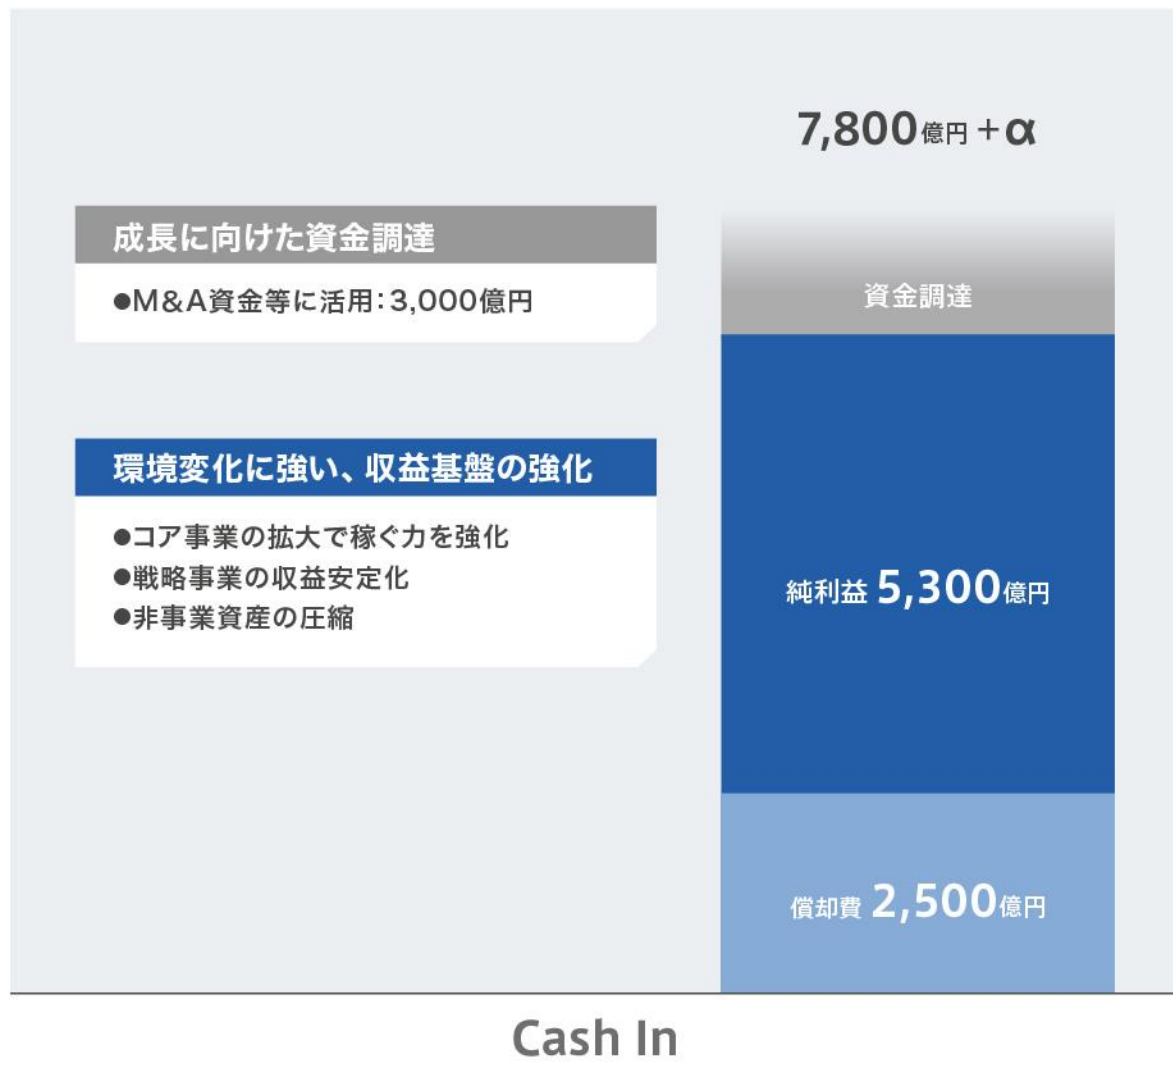 7,800億円+α
成長に向けた資金調達
●M&A資金等に活用:3,000億円
資金調達
環境変化に強い、収益基盤の強化
●コア事業の拡大で稼ぐ力を強化
●戦略事業の収益安定化
●非事業資産の圧縮
純利益 5,300億円
償却費 2,500億円
Cash In